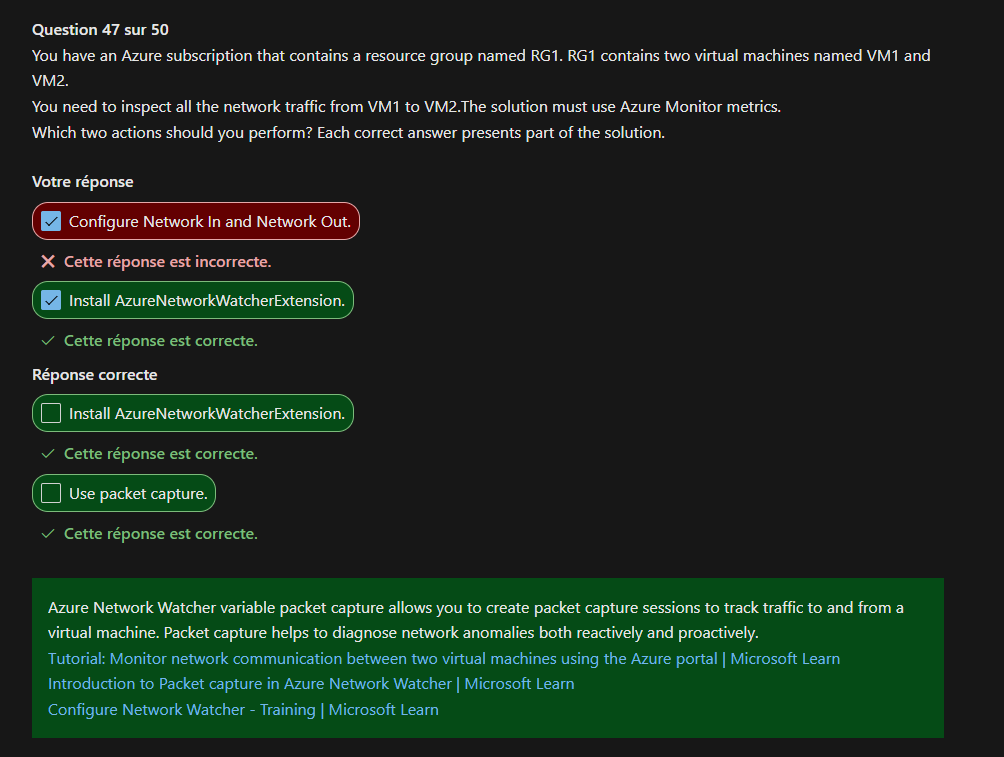 Question 47 sur 50
You have an Azure subscription that contains a resource group named RG1. RG1 contains two virtual machines named VM1 and
VM2.
You need to inspect all the network traffic from VM1 to VM2.The solution must use Azure Monitor metrics.
Which two actions should you perform? Each correct answer presents part of the solution.
Votre réponse
Configure Network In and Network Out.
Cette réponse est incorrecte.
Install AzureNetworkWatcherExtension.
Cette réponse est correcte.
Réponse correcte
Install AzureNetworkWatcherExtension.
Cette réponse est correcte.
Use packet capture.
Cette réponse est correcte.
Azure Network Watcher variable packet capture allows you to create packet capture sessions to track traffic to and from a
virtual machine. Packet capture helps to diagnose network anomalies both reactively and proactively.
Tutorial: Monitor network communication between two virtual machines using the Azure portal | Microsoft Learn
Introduction to Packet capture in Azure Network Watcher | Microsoft Learn
Configure Network Watcher - Training | Microsoft Learn